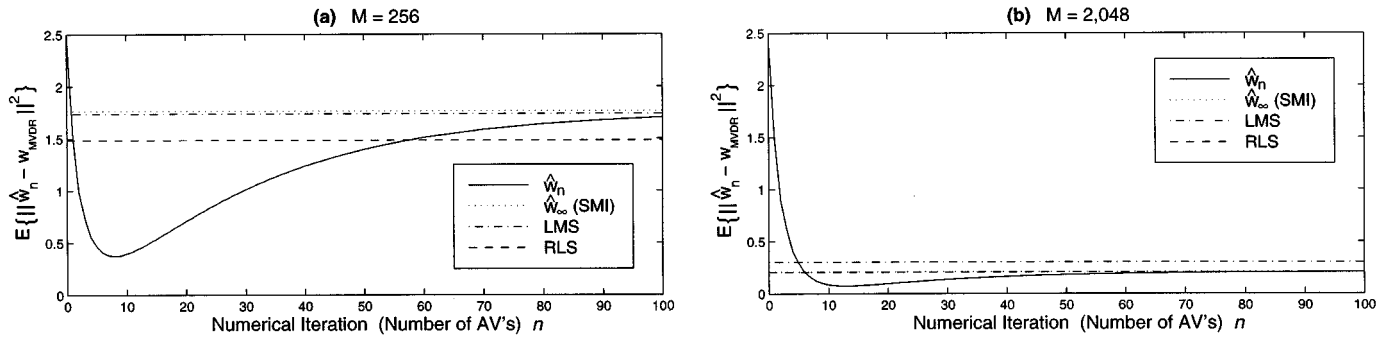 (a) M = 256
E{||ŵₙ − w_MVDR||²}
2.5
2
1.5
1
0.5
0
ŵₙ
ŵ∞ (SMI)
LMS
RLS
0 10 20 30 40 50 60 70 80 90 100
Numerical Iteration (Number of AV's) n
(b) M = 2,048
E{||ŵₙ − w_MVDR||²}
2.5
2
1.5
1
0.5
0
ŵₙ
ŵ∞ (SMI)
LMS
RLS
0 10 20 30 40 50 60 70 80 90 100
Numerical Iteration (Number of AV's) n